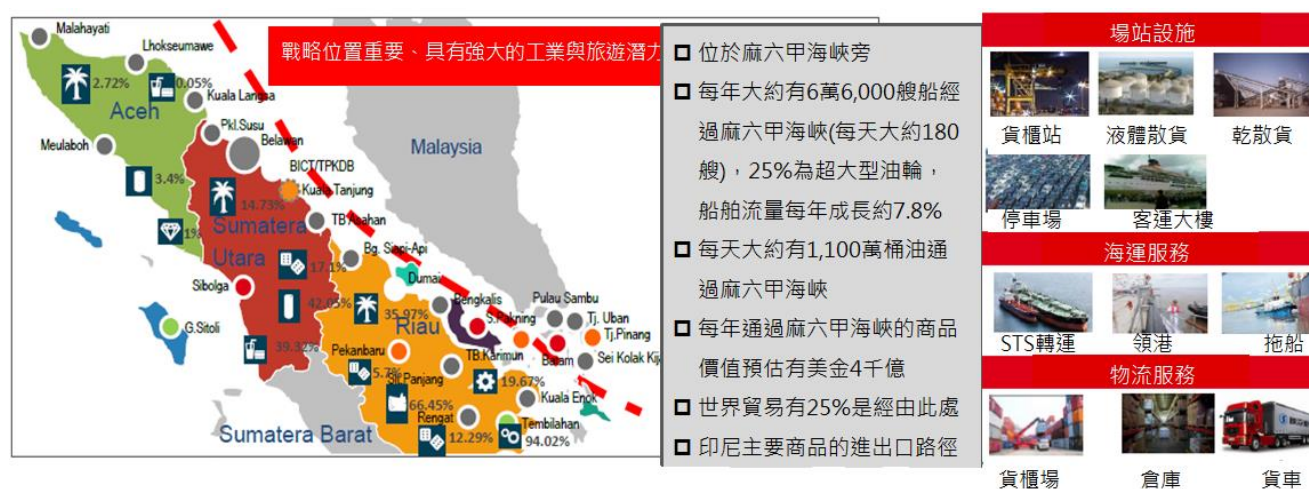 戰略位置重要、具有強大的工業與旅遊潛力
Malahayati
Lhokseumawe
2.72%
0.05%
Aceh
Kuala Langsa
Pkl.Susu
Meulaboh
Belawan
BICT/TPKDB
Malaysia
3.4%
Kuala Tanjung
14.73%
Sumatera
Utara
TB.Asahan
1%
Bg. Sinpi-Api
17.1%
Sibolga
Dumai
42.05%
35.97%
Bengkalis
Pulau Sambu
Tj. Uban
G.Sitoli
Riau
S.Pakning
Tj.Pinang
39.32%
Pekanbaru
TB.Karimun
Batam
Sei Kolak Kij
5.7%
Slt Panjang
19.67%
66.45%
Kuala Enok
Rengat
Tembilahan
Sumatera Barat
12.29%
94.02%
位於麻六甲海峽旁
每年大約有6萬6,000艘船經
過麻六甲海峽(每天大約180
艘)，25%為超大型油輪，
船舶流量每年成長約7.8%
每天大約有1,100萬桶油通
過麻六甲海峽
每年通過麻六甲海峽的商品
價值預估有美金4千億
世界貿易有25%是經由此處
印尼主要商品的進出口路徑
場站設施
貨櫃站 液體散貨 乾散貨
停車場 客運大樓
海運服務
STS轉運 領港 拖船
物流服務
貨櫃場 倉庫 貨車